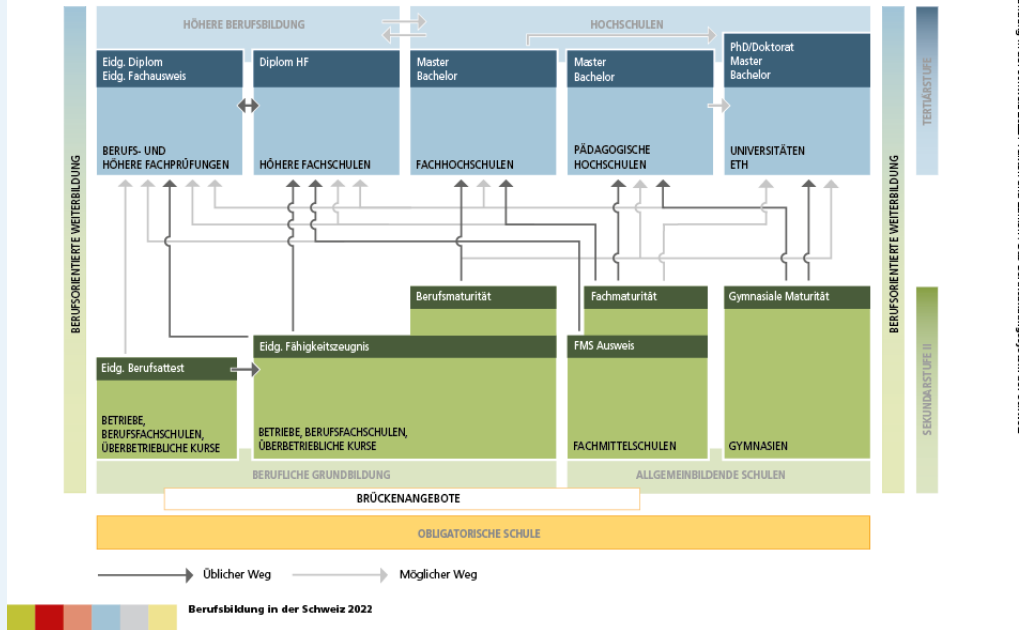 HÖHERE BERUFSBILDUNG
HOCHSCHULEN
Eidg. Diplom
Eidg. Fachausweis
Diplom HF
Master
Bachelor
Master
Bachelor
PhD/Doktorat
Master
Bachelor
BERUFS- UND
HÖHERE FACHPRÜFUNGEN
HÖHERE FACHSCHULEN
FACHHOCHSCHULEN
PÄDAGOGISCHE
HOCHSCHULEN
UNIVERSITÄTEN
ETH
TERTIÄRSTUFE
BERUFSORIENTIERTE WEITERBILDUNG
BERUFSORIENTIERTE WEITERBILDUNG
Berufsmaturität
Fachmaturität
Gymnasiale Maturität
Eidg. Fähigkeitszeugnis
FMS Ausweis
Eidg. Berufsattest
BETRIEBE,
BERUFSFACHSCHULEN,
ÜBERBETRIEBLICHE KURSE
BETRIEBE, BERUFSFACHSCHULEN,
ÜBERBETRIEBLICHE KURSE
FACHMITTELSCHULEN
GYMNASIEN
SEKUNDARSTUFE II
BERUFLICHE GRUNDBILDUNG
ALLGEMEINBILDENDE SCHULEN
BRÜCKENANGEBOTE
OBLIGATORISCHE SCHULE
Üblicher Weg
Möglicher Weg
Berufsbildung in der Schweiz 2022